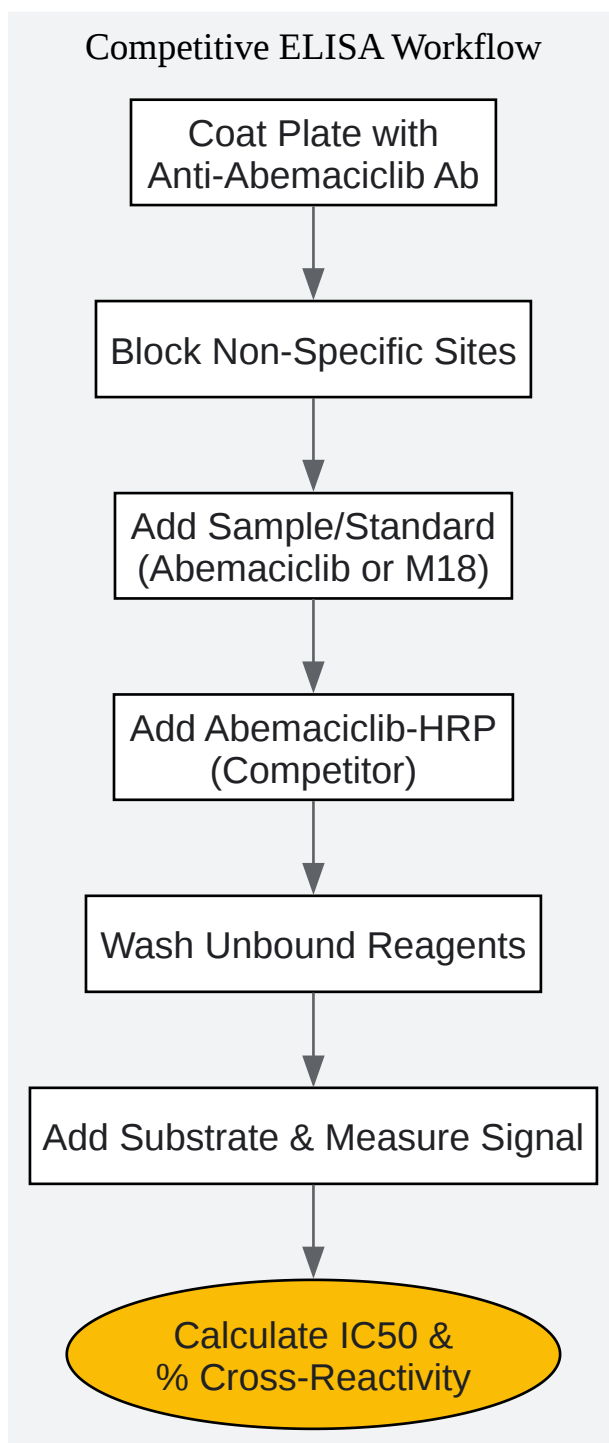 Competitive ELISA Workflow
Coat Plate with
Anti-Abemaciclib Ab
Block Non-Specific Sites
Add Sample/Standard
(Abemaciclib or M18)
Add Abemaciclib-HRP
(Competitor)
Wash Unbound Reagents
Add Substrate & Measure Signal
Calculate IC50 &
% Cross-Reactivity